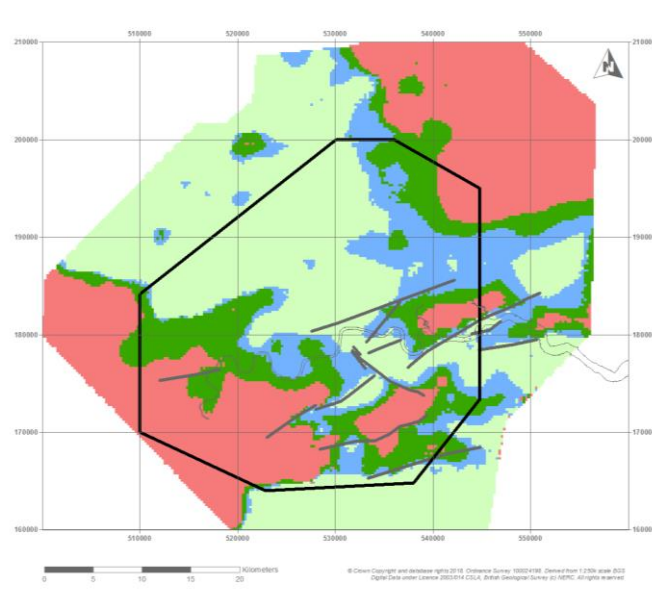 510000 520000 530000 540000 550000
210000 210000
N
200000 200000
190000 190000
180000 180000
170000 170000
160000 160000
510000 520000 530000 540000 550000
Kilometers
0 5 10 15 20
© Crown Copyright and database rights 2018. Ordnance Survey 100024198. Derived from 1:250k scale BGS
Digital Data under Licence 2003/014 CSLA, British Geological Survey (c) NERC. All rights reserved.